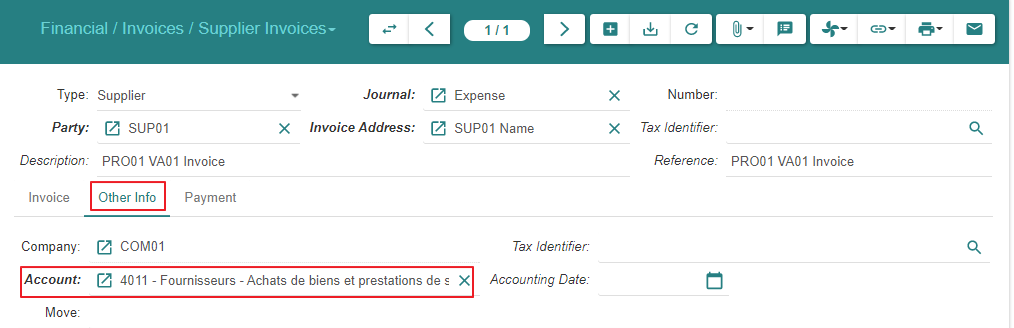 Financial / Invoices / Supplier Invoices
1 / 1
Type: Supplier Journal: Expense Number:
Party: SUP01 Invoice Address: SUP01 Name Tax Identifier:
Description: PRO01 VA01 Invoice Reference: PRO01 VA01 Invoice
Invoice Other Info Payment
Company: COM01 Tax Identifier:
Account: 4011 - Fournisseurs - Achats de biens et prestations de s Accounting Date:
Move: